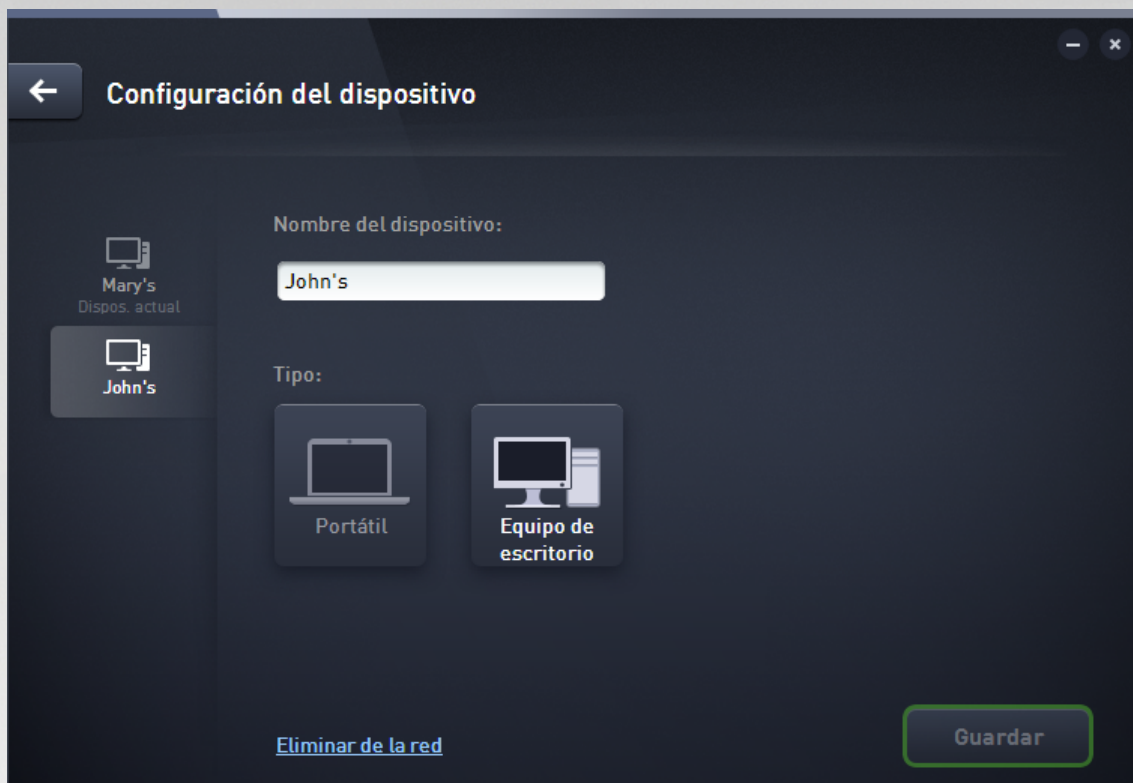 Configuración del dispositivo
Mary's
Dispos. actual
John's
Nombre del dispositivo:
John's
Tipo:
Portátil
Equipo de
escritorio
Eliminar de la red
Guardar